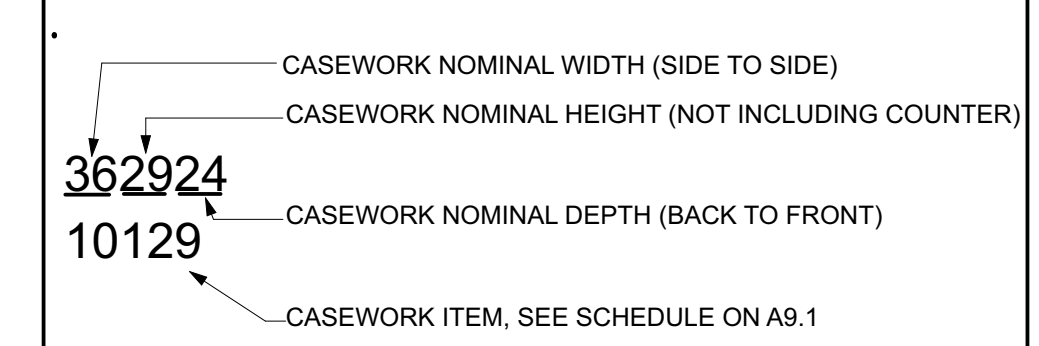 CASEWORK NOMINAL WIDTH (SIDE TO SIDE)
CASEWORK NOMINAL HEIGHT (NOT INCLUDING COUNTER)
362924
CASEWORK NOMINAL DEPTH (BACK TO FRONT)
10129
CASEWORK ITEM, SEE SCHEDULE ON A9.1